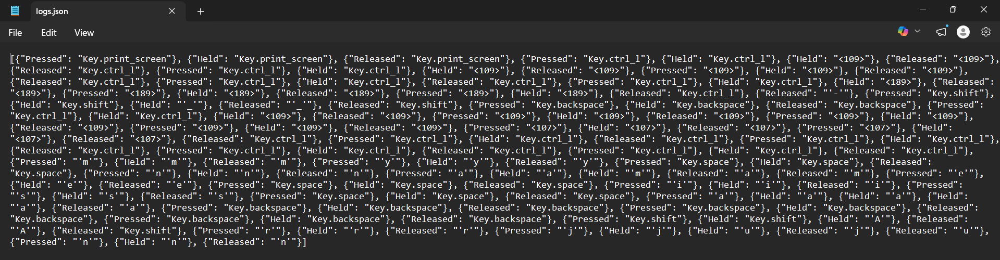 logs.json
File Edit View
[{"Pressed": "Key.print_screen"}, {"Held": "Key.print_screen"}, {"Released": "Key.print_screen"}, {"Pressed": "Key.ctrl_l"}, {"Held": "Key.ctrl_l"}, {"Held": "<109>"}, {"Released": "<109>"},
{"Released": "Key.ctrl_l"}, {"Pressed": "Key.ctrl_l"}, {"Held": "Key.ctrl_l"}, {"Held": "<109>"}, {"Released": "<109>"}, {"Pressed": "<109>"}, {"Held": "<109>"}, {"Released": "<109>"},
{"Released": "Key.ctrl_l"}, {"Pressed": "Key.ctrl_l"}, {"Held": "Key.ctrl_l"}, {"Released": "Key.ctrl_l"}, {"Pressed": "Key.ctrl_l"}, {"Held": "Key.ctrl_l"}, {"Held": "<189>"}, {"Released":
"<189>"}, {"Pressed": "<189>"}, {"Held": "<189>"}, {"Released": "<189>"}, {"Pressed": "<189>"}, {"Held": "<189>"}, {"Released": "Key.ctrl_l"}, {"Released": "'-'"}, {"Pressed": "Key.shift"},
{"Held": "Key.shift"}, {"Held": "'_'"}, {"Released": "'_'"}, {"Released": "Key.shift"}, {"Pressed": "Key.backspace"}, {"Held": "Key.backspace"}, {"Released": "Key.backspace"}, {"Pressed":
"Key.ctrl_l"}, {"Held": "Key.ctrl_l"}, {"Held": "<109>"}, {"Released": "<109>"}, {"Pressed": "<109>"}, {"Held": "<109>"}, {"Released": "<109>"}, {"Pressed": "<109>"}, {"Held": "<109>"},
{"Released": "<109>"}, {"Pressed": "<109>"}, {"Held": "<109>"}, {"Released": "<109>"}, {"Pressed": "<107>"}, {"Held": "<107>"}, {"Released": "<107>"}, {"Pressed": "<107>"}, {"Held":
"<107>"}, {"Released": "<107>"}, {"Released": "Key.ctrl_l"}, {"Pressed": "Key.ctrl_l"}, {"Held": "Key.ctrl_l"}, {"Released": "Key.ctrl_l"}, {"Pressed": "Key.ctrl_l"}, {"Held": "Key.ctrl_l"},
{"Released": "Key.ctrl_l"}, {"Pressed": "Key.ctrl_l"}, {"Held": "Key.ctrl_l"}, {"Released": "Key.ctrl_l"}, {"Pressed": "Key.ctrl_l"}, {"Held": "Key.ctrl_l"}, {"Released": "Key.ctrl_l"},
{"Pressed": "'m'"}, {"Held": "'m'"}, {"Released": "'m'"}, {"Pressed": "'y'"}, {"Held": "'y'"}, {"Released": "'y'"}, {"Pressed": "Key.space"}, {"Held": "Key.space"}, {"Released":
"Key.space"}, {"Pressed": "'n'"}, {"Held": "'n'"}, {"Released": "'n'"}, {"Pressed": "'a'"}, {"Held": "'a'"}, {"Held": "'m'"}, {"Released": "'a'"}, {"Released": "'m'"}, {"Pressed": "'e'"},
{"Held": "'e'"}, {"Released": "'e'"}, {"Pressed": "Key.space"}, {"Held": "Key.space"}, {"Released": "Key.space"}, {"Pressed": "'i'"}, {"Held": "'i'"}, {"Released": "'i'"}, {"Pressed":
"'s'"}, {"Held": "'s'"}, {"Released": "'s'"}, {"Pressed": "Key.space"}, {"Held": "Key.space"}, {"Released": "Key.space"}, {"Pressed": "'a'"}, {"Held": "'a'"}, {"Held": "'a'"}, {"Held":
"'a'"}, {"Released": "'a'"}, {"Pressed": "Key.backspace"}, {"Held": "Key.backspace"}, {"Released": "Key.backspace"}, {"Pressed": "Key.backspace"}, {"Held": "Key.backspace"}, {"Released":
"Key.backspace"}, {"Pressed": "Key.backspace"}, {"Held": "Key.backspace"}, {"Released": "Key.backspace"}, {"Pressed": "Key.shift"}, {"Held": "Key.shift"}, {"Held": "'A'"}, {"Released":
"'A'"}, {"Released": "Key.shift"}, {"Pressed": "'r'"}, {"Held": "'r'"}, {"Released": "'r'"}, {"Pressed": "'j'"}, {"Held": "'j'"}, {"Held": "'u'"}, {"Released": "'j'"}, {"Released": "'u'"},
{"Pressed": "'n'"}, {"Held": "'n'"}, {"Released": "'n'"}]